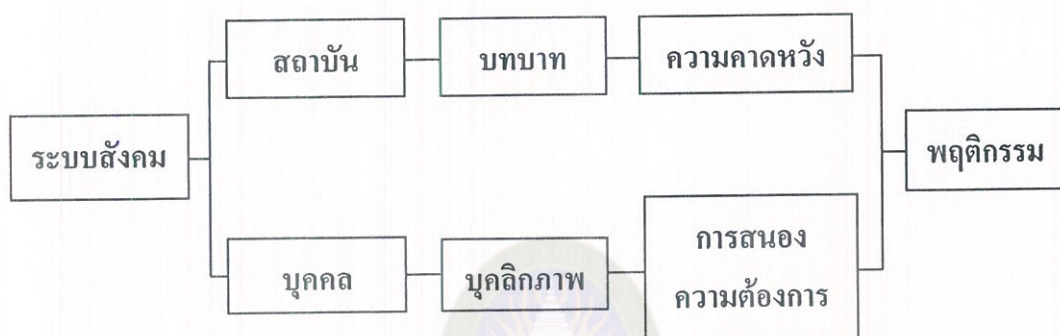 สถาบัน
บทบาท
ความคาดหวัง
ระบบสังคม
พฤติกรรม
บุคคล
บุคลิกภาพ
การสนอง
ความต้องการ